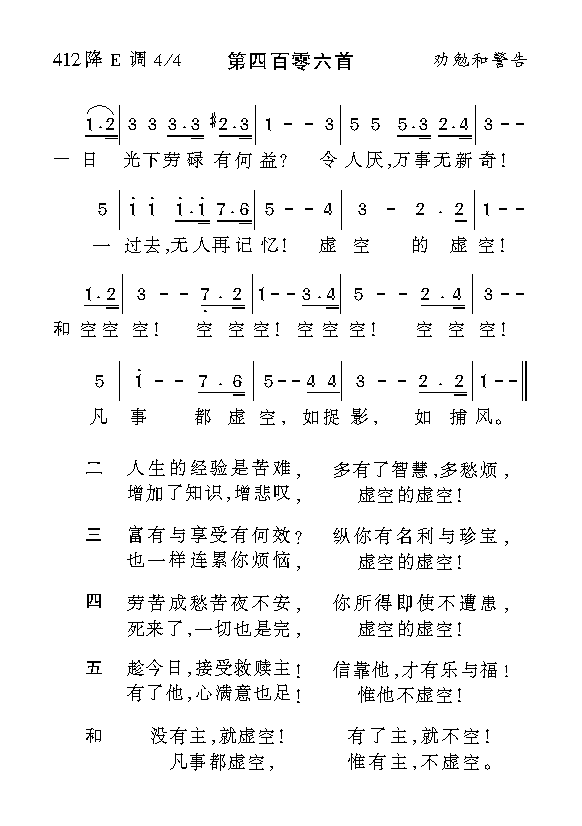 412降 E 调 4/4 第四百零六首 劝勉和警告
1·2 | 3 3 3·3 #2·3 | 1 - - 3 | 5 5 5·3 2·4 | 3 - -
一 日 光下劳碌 有何益? 令 人厌,万事无新奇!
5 | i i i·i 7·6 | 5 - - 4 | 3 - 2 · 2 | 1 - -
一 过去,无人再记 忆! 虚 空 的 虚 空!
1·2 | 3 - - 7 · 2 | 1 - - 3·4 | 5 - - 2 · 4 | 3 - -
和 空空 空! 空 空 空! 空 空 空! 空 空 空!
5 | i - - 7 · 6 | 5 - - 4 4 | 3 - - 2 · 2 | 1 - - ‖
凡 事 都 虚 空, 如捉 影, 如 捕 风。
二 人生的经验是苦难, 多有了智慧,多愁烦,
增加了知识,增悲叹, 虚空的虚空!
三 富有与享受有何效? 纵你有名利与珍宝,
也一样连累你烦恼, 虚空的虚空!
四 劳苦成愁苦夜不安, 你所得即使不遭患,
死来了,一切也是完, 虚空的虚空!
五 趁今日,接受救赎主! 信靠他,才有乐与福!
有了他,心满意也足! 惟他不虚空!
和 没有主,就虚空! 有了主,就不空!
凡事都虚空, 惟有主,不虚空。